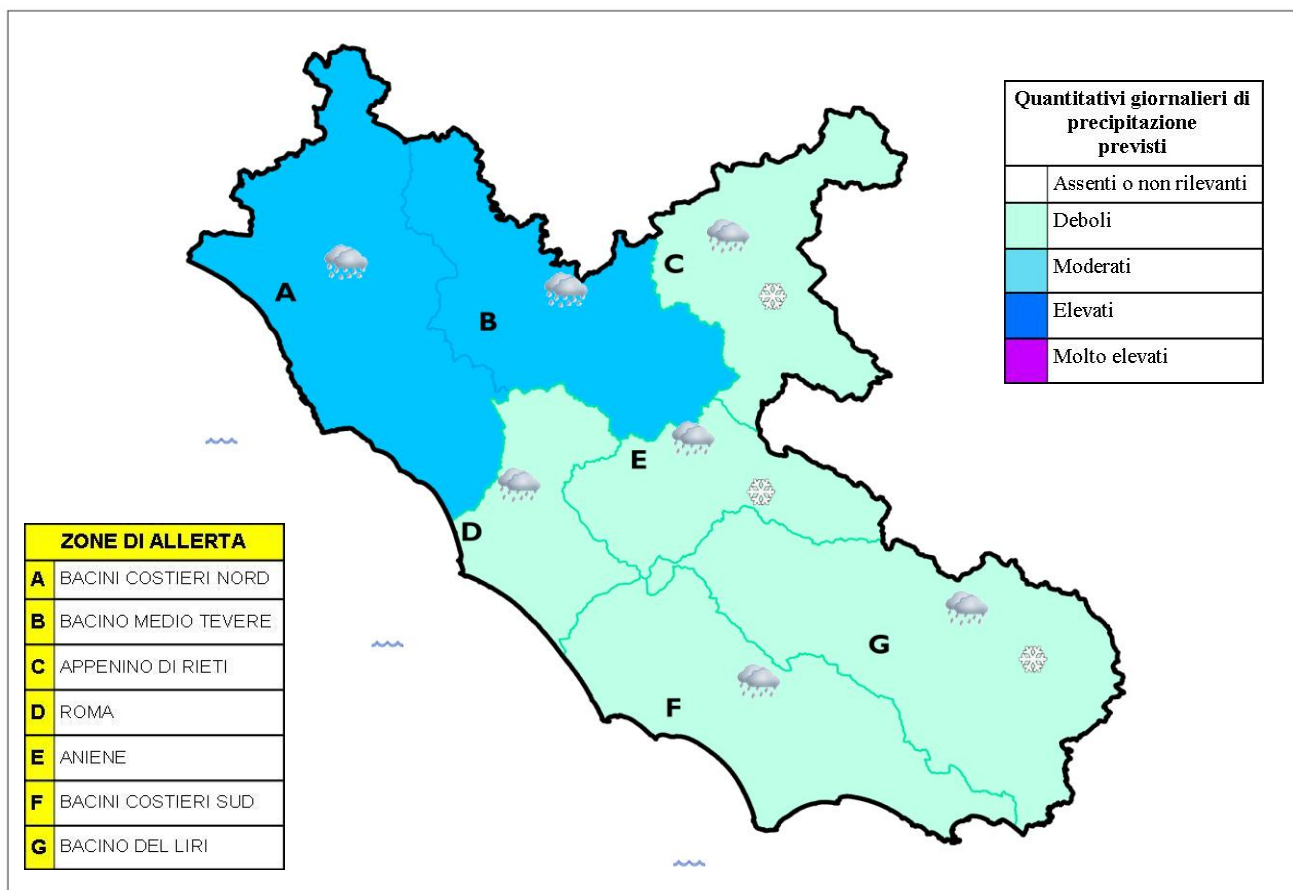 Quantitativi giornalieri di
precipitazione
previsti
Assenti o non rilevanti
Deboli
Moderati
Elevati
Molto elevati
A
B
C
D
E
F
G
ZONE DI ALLERTA
A BACINI COSTIERI NORD
B BACINO MEDIO TEVERE
C APPENINO DI RIETI
D ROMA
E ANIENE
F BACINI COSTIERI SUD
G BACINO DEL LIRI